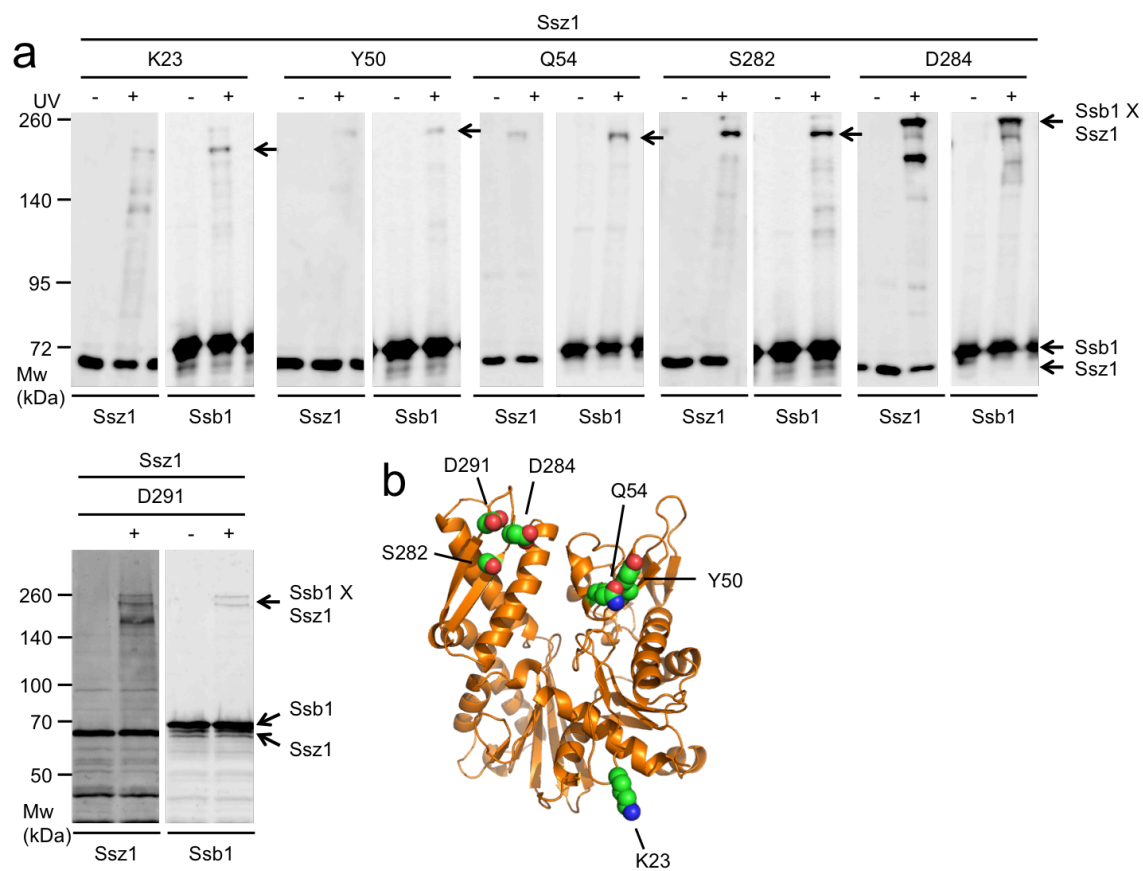 Ssz1
a
K23 Y50 Q54 S282 D284
UV - + - + - + - + - + - + - + - + - + - +
260
Ssb1 X
Ssz1
140
95
72
Ssb1
Ssz1
Mw
(kDa)
Ssz1 Ssb1 Ssz1 Ssb1 Ssz1 Ssb1 Ssz1 Ssb1 Ssz1 Ssb1
Ssz1
D291
+ - +
260
Ssb1 X
Ssz1
140
100
70
Ssb1
Ssz1
50
Mw
(kDa)
Ssz1 Ssb1
b
D291 D284
Q54
S282
Y50
K23